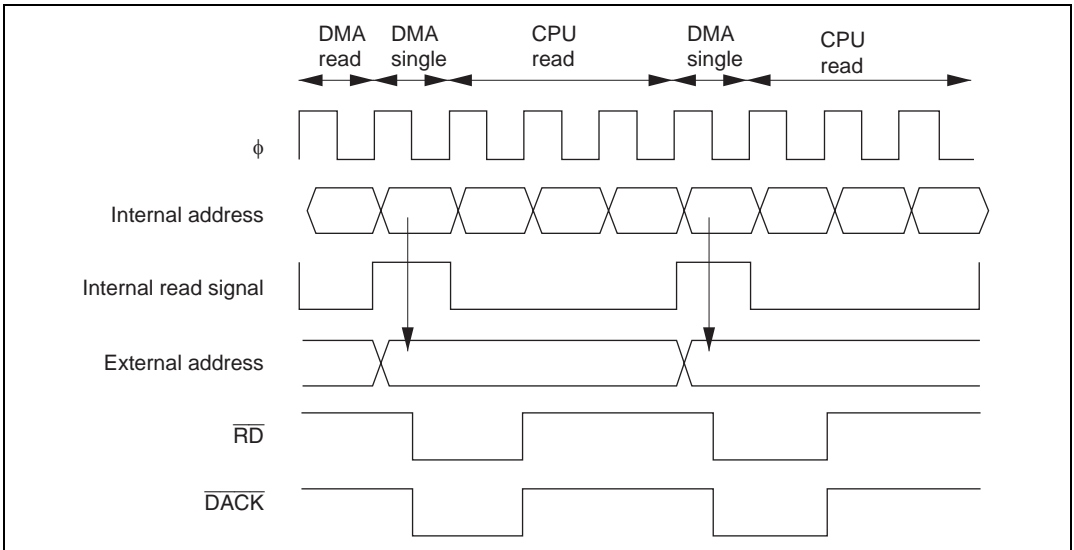 DMA read
DMA single
CPU read
DMA single
CPU read
ϕ
Internal address
Internal read signal
External address
RD
DACK